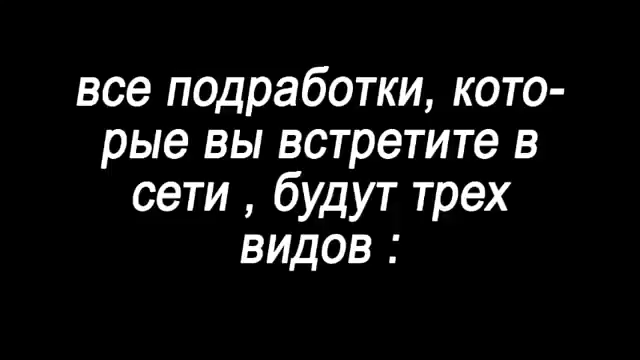 все подработки, кото-
рые вы встретите в
сети , будут трех
видов :